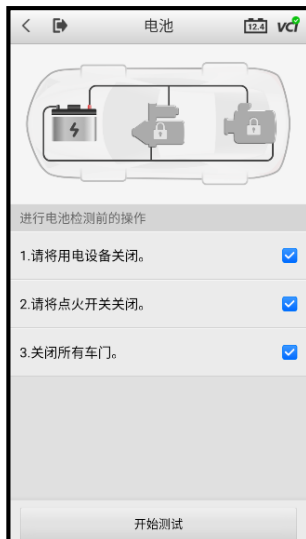 电池
12.4
VCI
进行电池检测前的操作
1.请将用电设备关闭。
2.请将点火开关关闭。
3.关闭所有车门。
开始测试